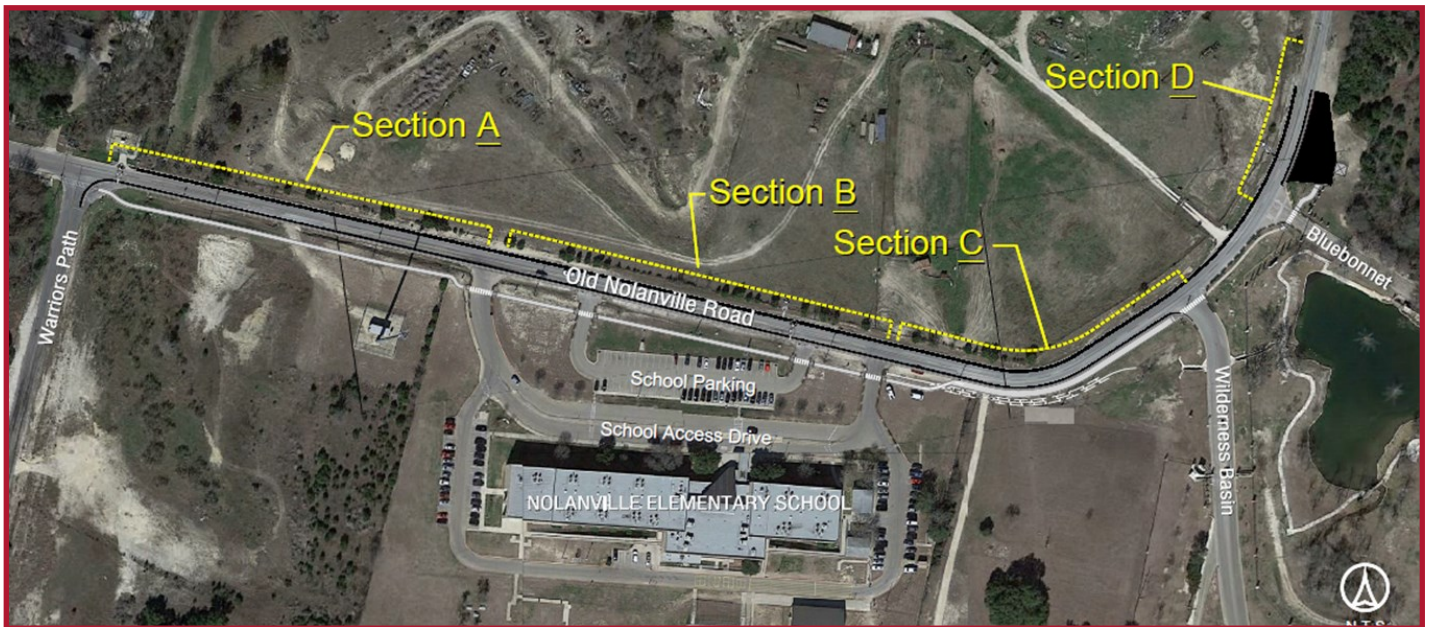 Section A
Section B
Section C
Section D
Warriors Path
Old Nolanville Road
Bluebonnet
Wilderness Basin
School Parking
School Access Drive
NOLANVILLE ELEMENTARY SCHOOL
N.T.S.